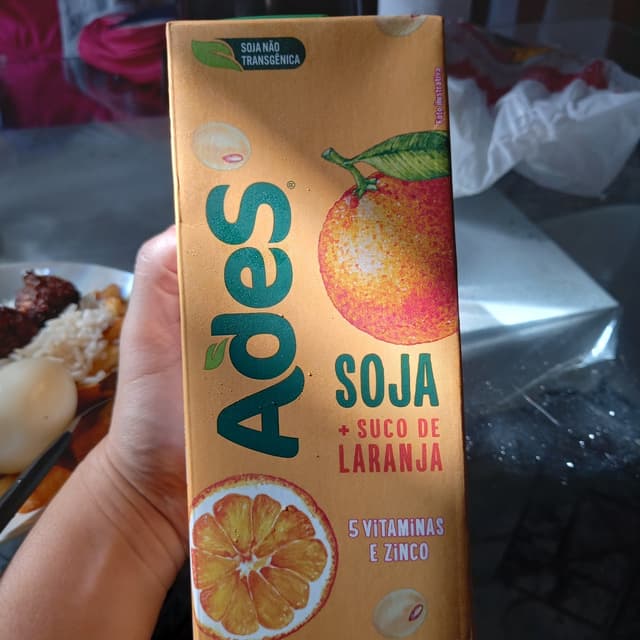 SOJA NÃO
TRANSGÊNICA
AdeS®
SOJA
+ SUCO DE
LARANJA
5 VITAMINAS
E ZINCO